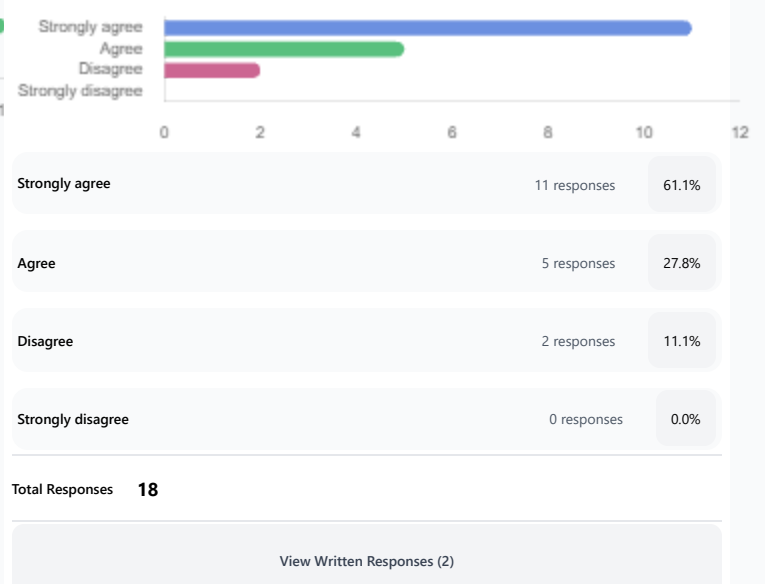 Strongly agree
Agree
Disagree
Strongly disagree
0 2 4 6 8 10 12
Strongly agree 11 responses 61.1%
Agree 5 responses 27.8%
Disagree 2 responses 11.1%
Strongly disagree 0 responses 0.0%
Total Responses 18
View Written Responses (2)